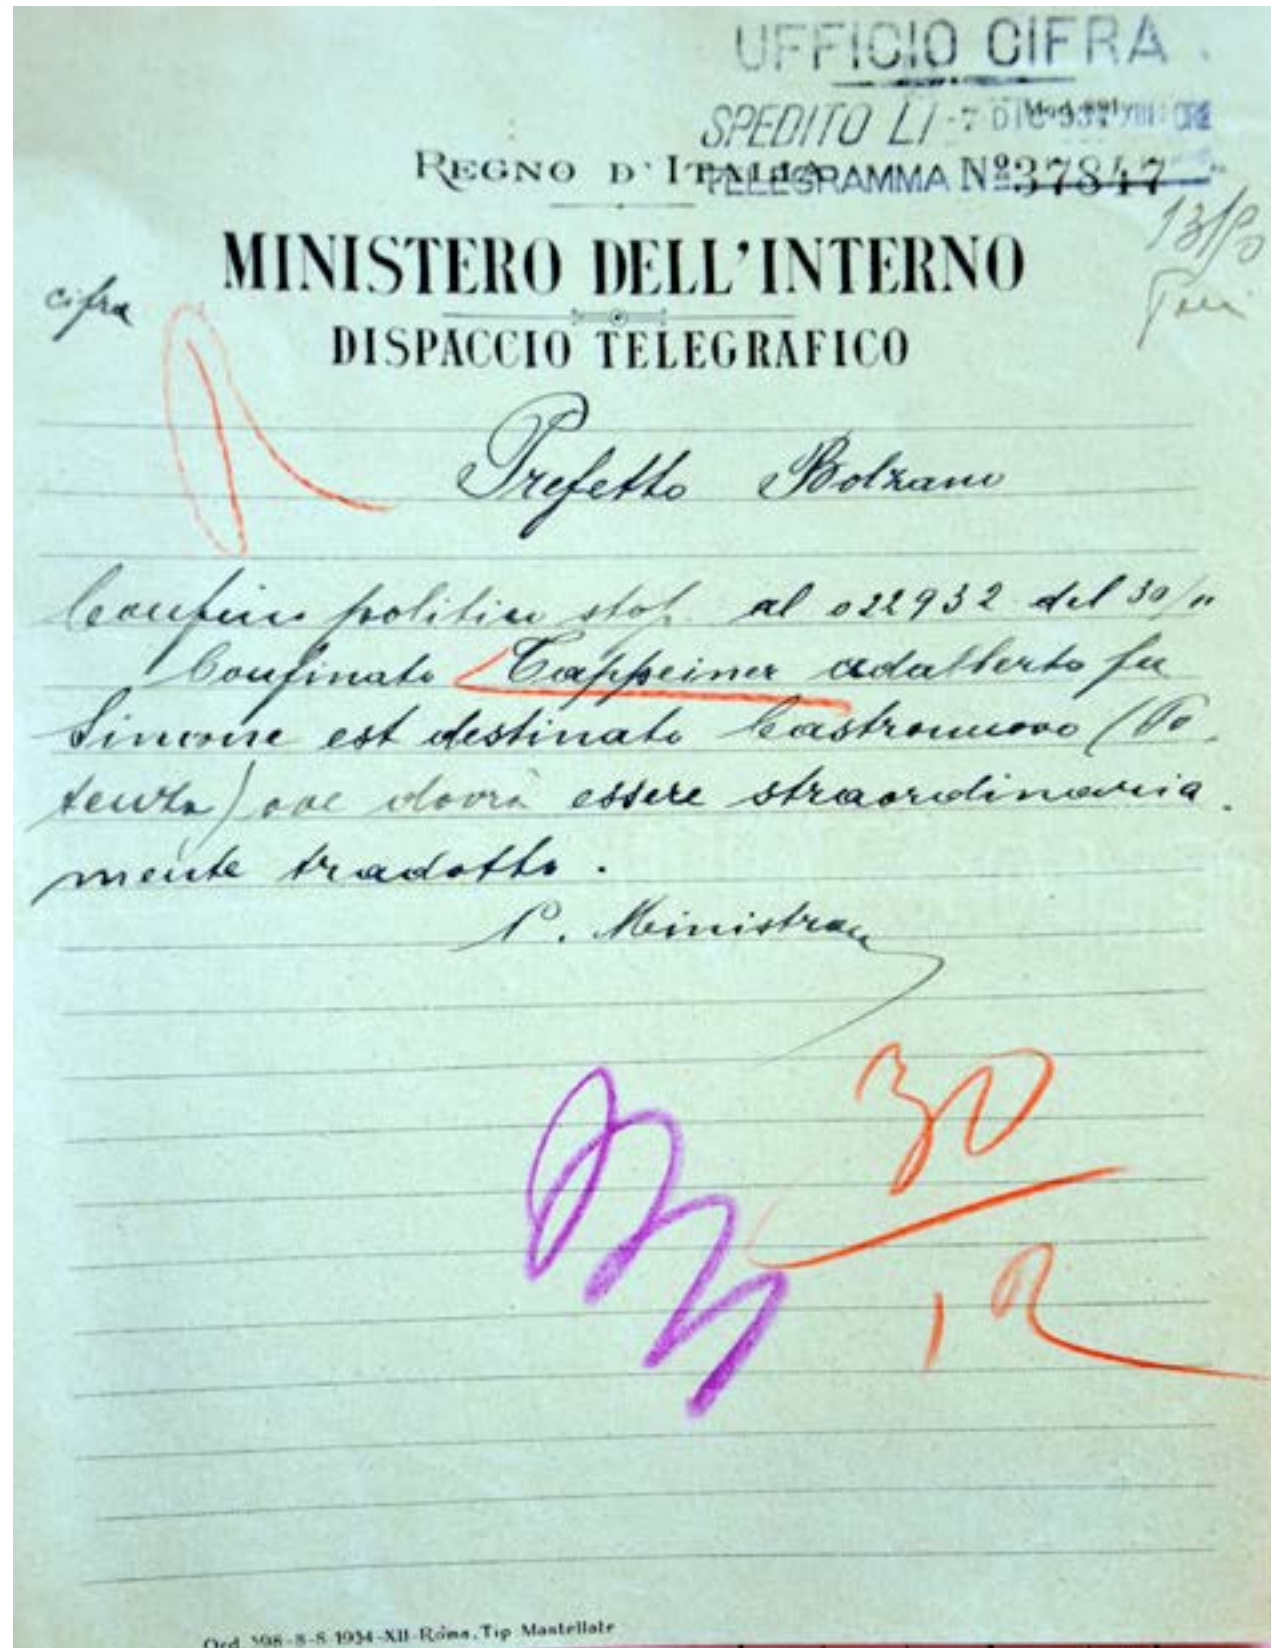 UFFICIO CIFRA
SPEDITO LI - 7 DIC
REGNO D'ITALIA
TELEGRAMMA Nº 37847
MINISTERO DELL'INTERNO
cifra
DISPACCIO TELEGRAFICO
Prefetto Bolzano
Confino politico stop. al 022932 del 30/11
Confinato Tappeiner Adalberto fu
Simone est destinato Castronuovo (Po
tenza) ove dovrà essere straordinaria
mente tradotto.
P. Ministro
30
12
Ord. 398-8-8-1934-XII-Roma, Tip Mantellate